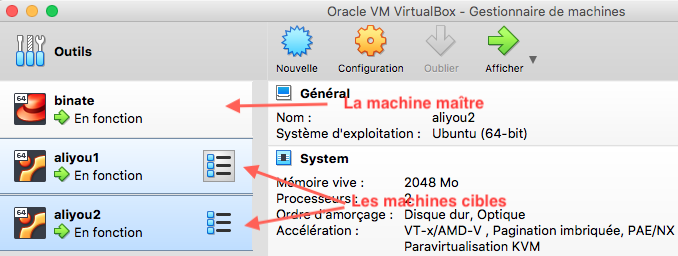 Oracle VM VirtualBox - Gestionnaire de machines
Outils
Nouvelle
Configuration
Oublier
Afficher
64
binate
En fonction
La machine maître
64
aliyou1
En fonction
64
aliyou2
En fonction
Général
Nom : aliyou2
Système d'exploitation : Ubuntu (64-bit)
System
Mémoire vive : 2048 Mo
Processeurs : 2
Les machines cibles
Ordre d'amorçage : Disque dur, Optique
Accélération : VT-x/AMD-V , Pagination imbriquée, PAE/NX
Paravirtualisation KVM